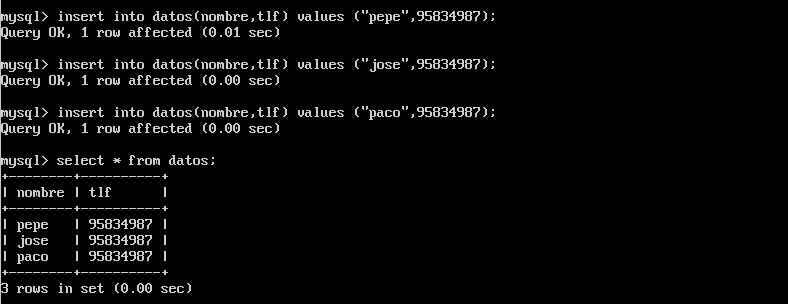 mysql> insert into datos(nombre,tlf) values ("pepe",95834987);
Query OK, 1 row affected (0.01 sec)
mysql> insert into datos(nombre,tlf) values ("jose",95834987);
Query OK, 1 row affected (0.00 sec)
mysql> insert into datos(nombre,tlf) values ("paco",95834987);
Query OK, 1 row affected (0.00 sec)
mysql> select * from datos;
+--------+----------+
| nombre | tlf      |
+--------+----------+
| pepe   | 95834987 |
| jose   | 95834987 |
| paco   | 95834987 |
+--------+----------+
3 rows in set (0.00 sec)